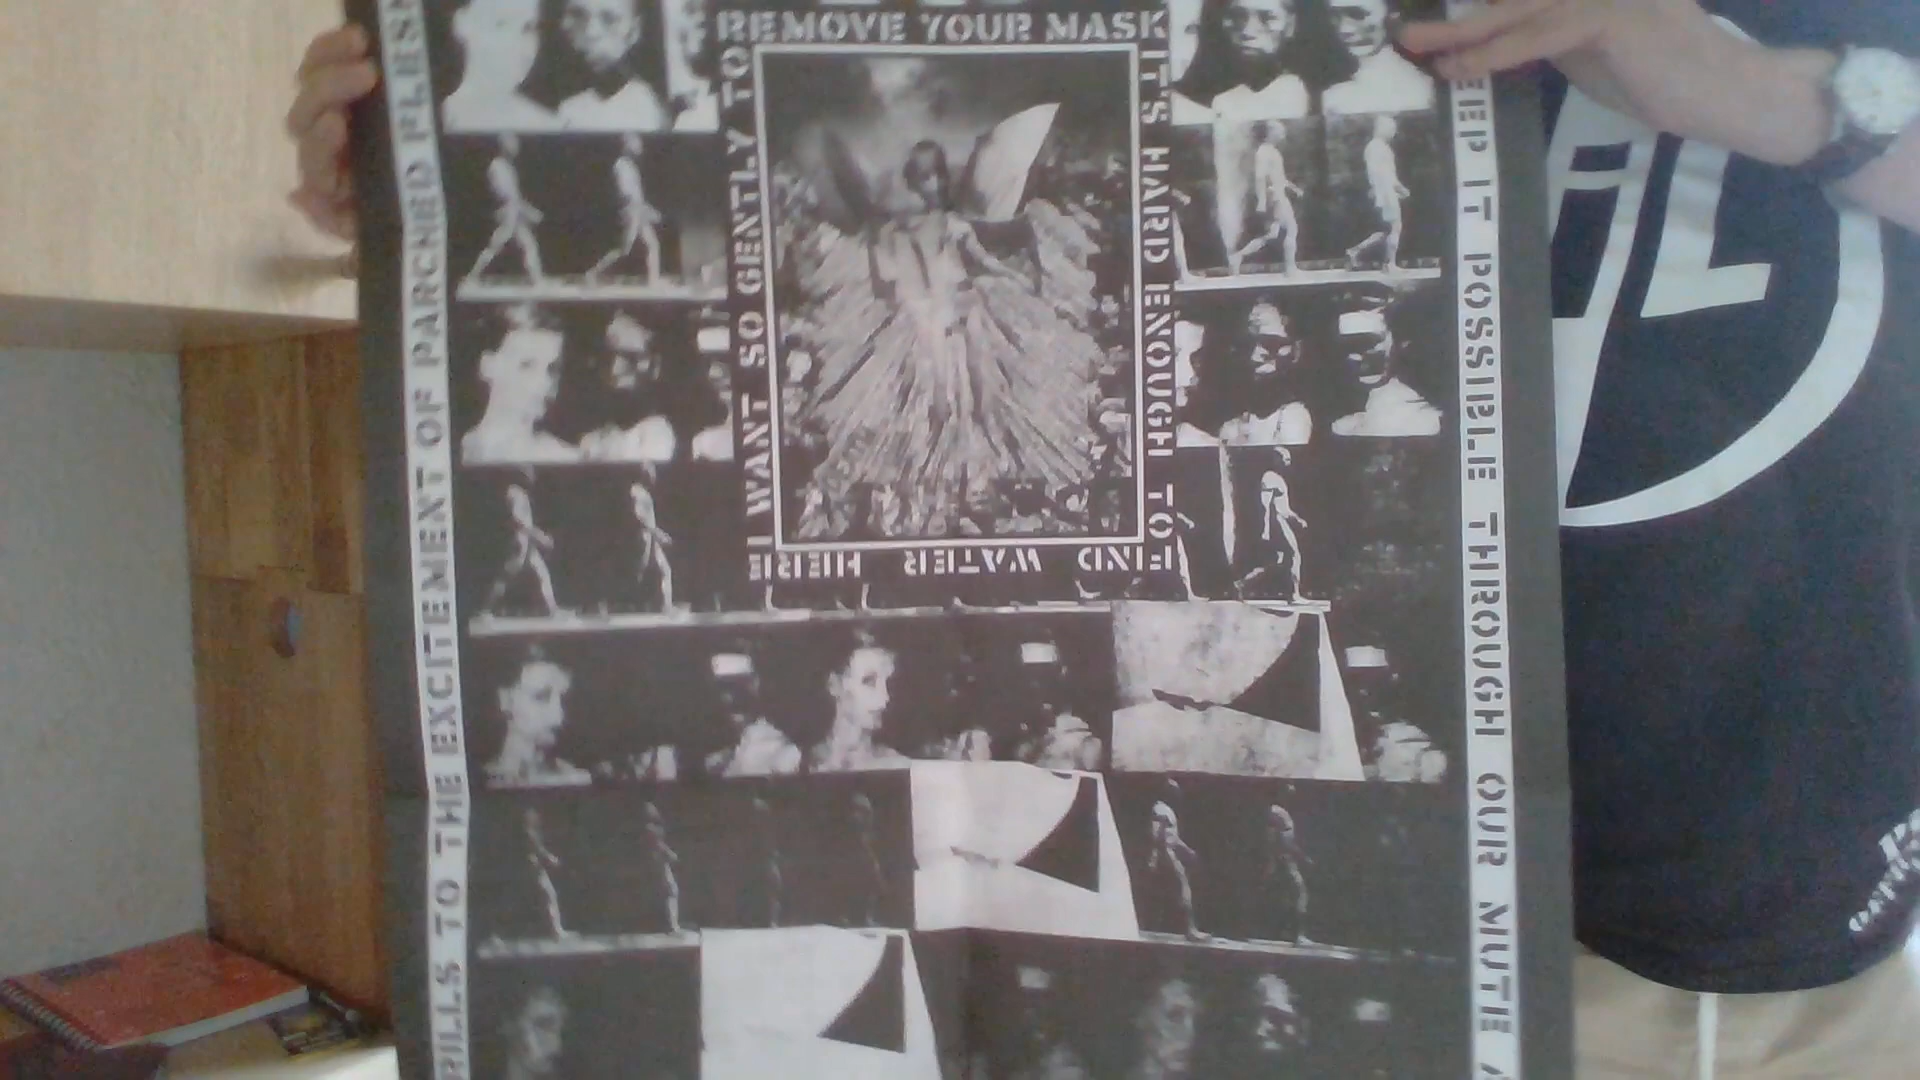 REMOVE YOUR MASK
IT'S HARD ENOUGH TO
FIND WATER HERE
I WANT SO GENTLY TO
RILLS TO THE EXCITEMENT OF PARCHED
EEP IT POSSIBLE THROUGH OUR MUTE
iL